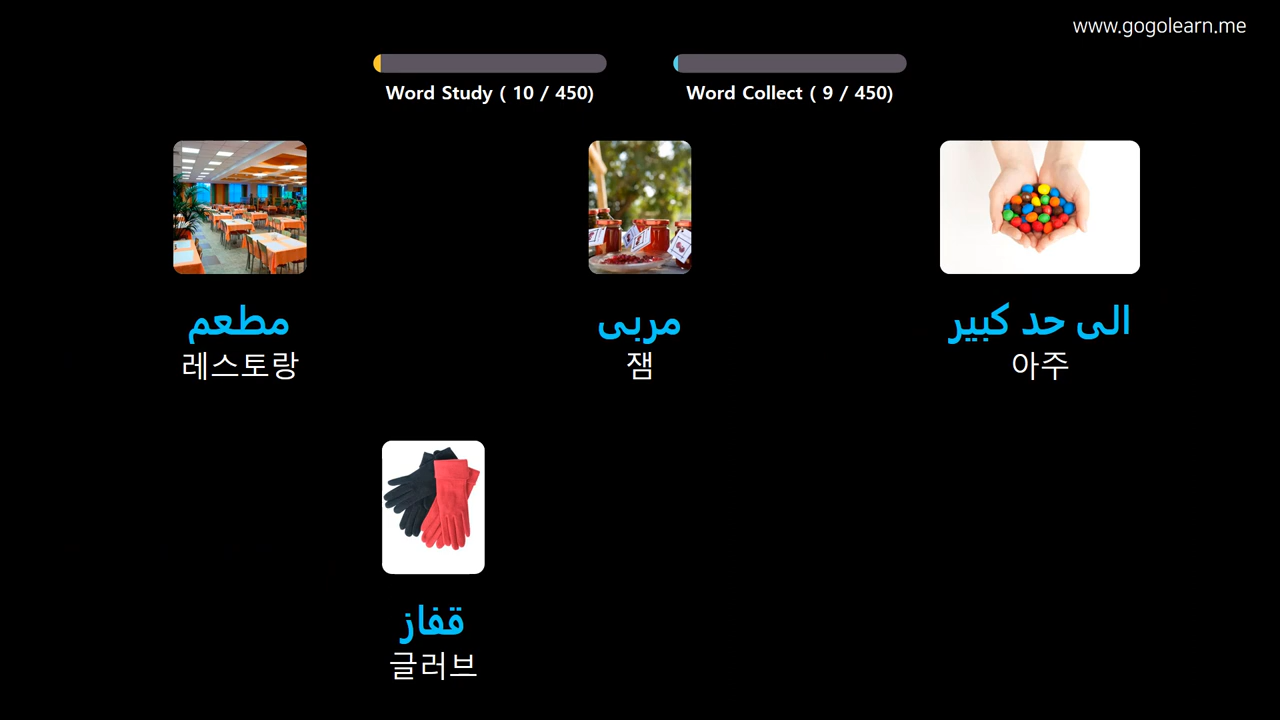 www.gogolearn.me
Word Study ( 10 / 450)
Word Collect ( 9 / 450)
مطعم
레스토랑
مربى
잼
الى حد كبير
아주
قفاز
글러브